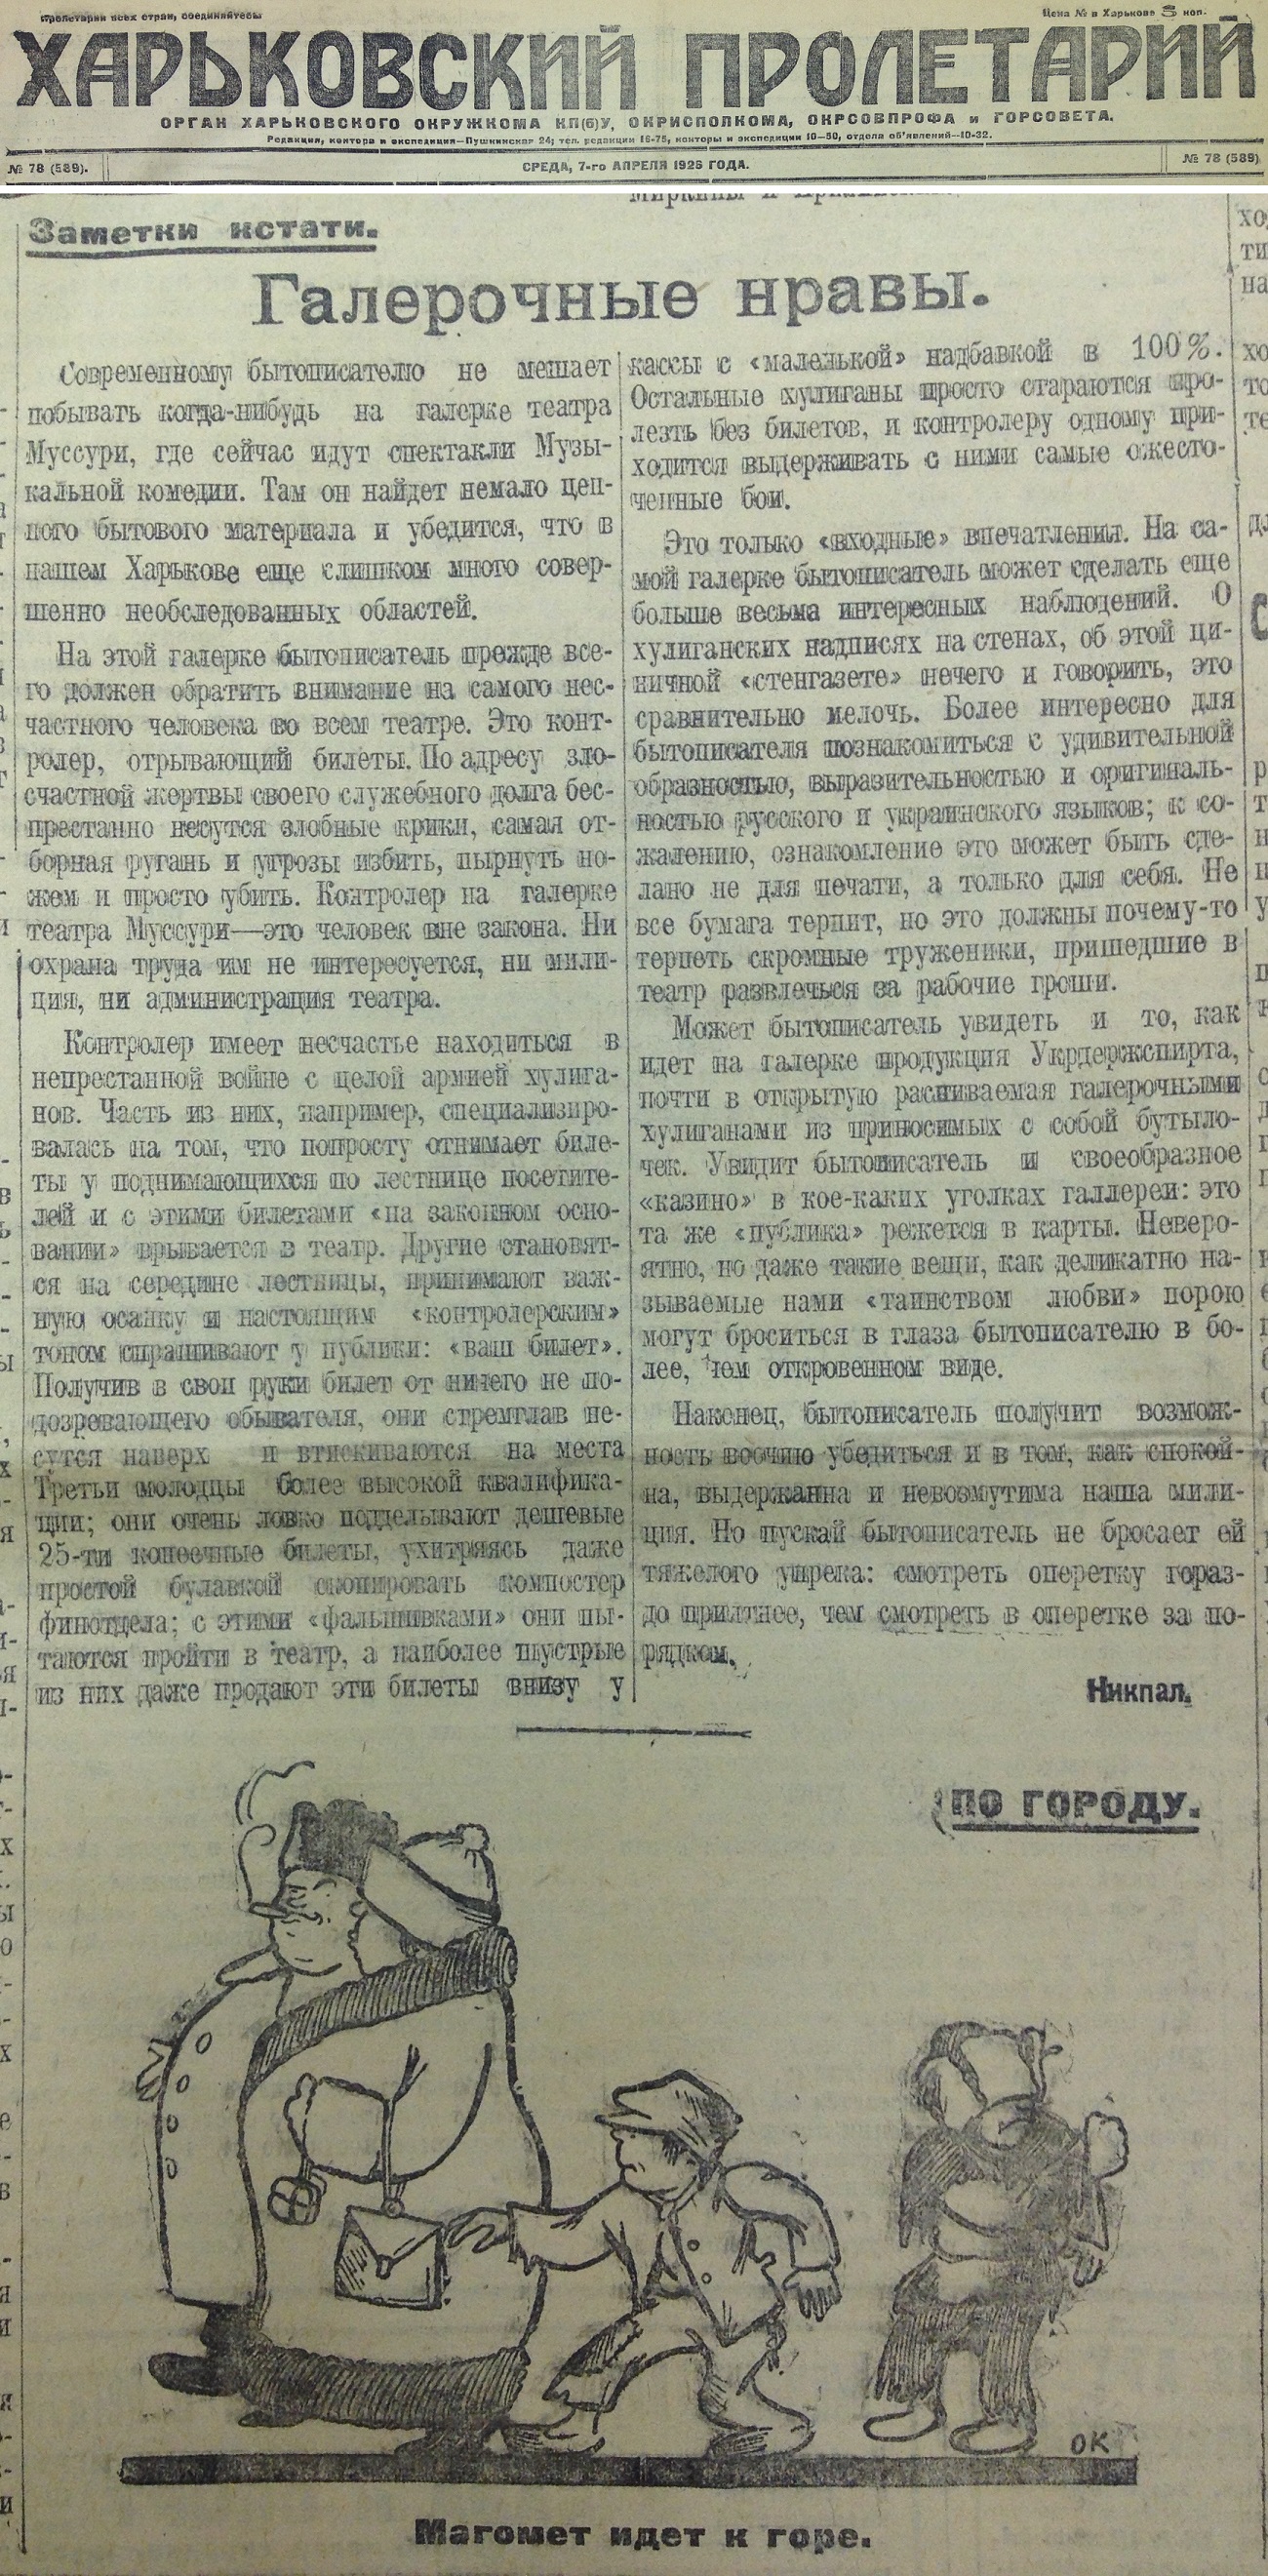 Пролетарии всех стран, соединяйтесь
Цена № в Харькове 3 коп.
ХАРЬКОВСКИЙ ПРОЛЕТАРИЙ
ОРГАН ХАРЬКОВСКОГО ОКРУЖКОМА КП(б)У, ОКРИСПОЛКОМА, ОКРСОВПРОФА и ГОРСОВЕТА.
Редакция, контора и экспедиция—Пушкинская 24; тел. редакции 16-75, конторы и экспедиции 10—50, отдела об'явлений—10-32.
№ 78 (589).
СРЕДА, 7-го АПРЕЛЯ 1926 ГОДА.
№ 78 (589)
Заметки кстати.
Галерочные нравы.
Современному бытописателю не мешает
побывать когда-нибудь на галерке театра
Муссури, где сейчас идут спектакли Музы-
кальной комедии. Там он найдет немало цен-
ного бытового материала и убедится, что в
нашем Харькове еще слишком много совер-
шенно необследованных областей.
На этой галерке бытописатель прежде все-
го должен обратить внимание на самого нес-
частного человека во всем театре. Это конт-
ролер, отрывающий билеты. По адресу зло-
счастной жертвы своего служебного долга бес-
престанно несутся злобные крики, самая от-
борная ругань и угрозы избить, пырнуть но-
жем и просто убить. Контролер на галерке
театра Муссури—это человек вне закона. Ни
охрана труда им не интересуется, ни мили-
ция, ни администрация театра.
Контролер имеет несчастье находиться в
непрестанной войне с целой армией хулига-
нов. Часть из них, например, специализиро-
валась на том, что попросту отнимает биле-
ты у поднимающихся по лестнице посетите-
лей и с этими билетами «на законном осно-
вании» врывается в театр. Другие становят-
ся на середине лестницы, принимают важ-
ную осанку и настоящим «контролерским»
тоном спрашивают у публики: «ваш билет».
Получив в свои руки билет от ничего не по-
дозревающего обывателя, они стремглав не-
сутся наверх и втискиваются на места
Третьи молодцы более высокой квалифика-
ции; они очень ловко подделывают дешевые
25-ти копеечные билеты, ухитряясь даже
простой булавкой скопировать компостер
финотдела; с этими «фальшивками» они пы-
таются пройти в театр, а наиболее шустрые
из них даже продают эти билеты внизу у
кассы с «маленькой» надбавкой в 100%.
Остальные хулиганы просто стараются про-
лезть без билетов, и контролеру одному при-
ходится выдерживать с ними самые ожесто-
ченные бои.
Это только «входные» впечатления. На са-
мой галерке бытописатель может сделать еще
больше весьма интересных наблюдений. О
хулиганских надписях на стенах, об этой ци-
ничной «стенгазете» нечего и говорить, это
сравнительно мелочь. Более интересно для
бытописателя познакомиться с удивительной
образностью, выразительностью и оригиналь-
ностью русского и украинского языков; к со-
жалению, ознакомление это может быть сде-
лано не для печати, а только для себя. Не
все бумага терпит, но это должны почему-то
терпеть скромные труженики, пришедшие в
театр развлечься за рабочие гроши.
Может бытописатель увидеть и то, как
идет на галерке продукция Укрдержспирта,
почти в открытую распиваемая галерочными
хулиганами из приносимых с собой бутыло-
чек. Увидит бытописатель и своеобразное
«казино» в кое-каких уголках галлереи: это
та же «публика» режется в карты. Неверо-
ятно, но даже такие вещи, как деликатно на-
зываемые нами «таинством любви» порою
могут броситься в глаза бытописателю в бо-
лее, чем откровенном виде.
Наконец, бытописатель получит возмож-
ность воочию убедиться и в том, как спокой-
на, выдержанна и невозмутима наша мили-
ция. Но пускай бытописатель не бросает ей
тяжелого упрека: смотреть оперетку гораз-
до приятнее, чем смотреть в оперетке за по-
рядком.
Никпал.
ПО ГОРОДУ.
ОК
Магомет идет к горе.